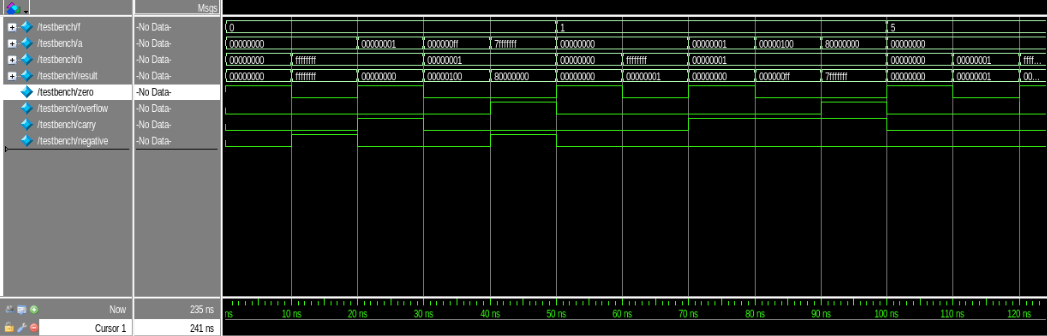 Msgs
/testbench/f -No Data- 0 1 5
/testbench/a -No Data- 00000000 00000001 000000ff 7fffffff 00000000 00000001 00000100 80000000 00000000
/testbench/b -No Data- 00000000 ffffffff 00000001 00000000 ffffffff 00000001 00000000 00000001 ffff...
/testbench/result -No Data- 00000000 ffffffff 00000000 00000100 80000000 00000000 00000001 00000000 000000ff 7fffffff 00000000 00000001 00...
/testbench/zero -No Data-
/testbench/overflow -No Data-
/testbench/carry -No Data-
/testbench/negative -No Data-
Now 235 ns ns 10 ns 20 ns 30 ns 40 ns 50 ns 60 ns 70 ns 80 ns 90 ns 100 ns 110 ns 120 ns
Cursor 1 241 ns